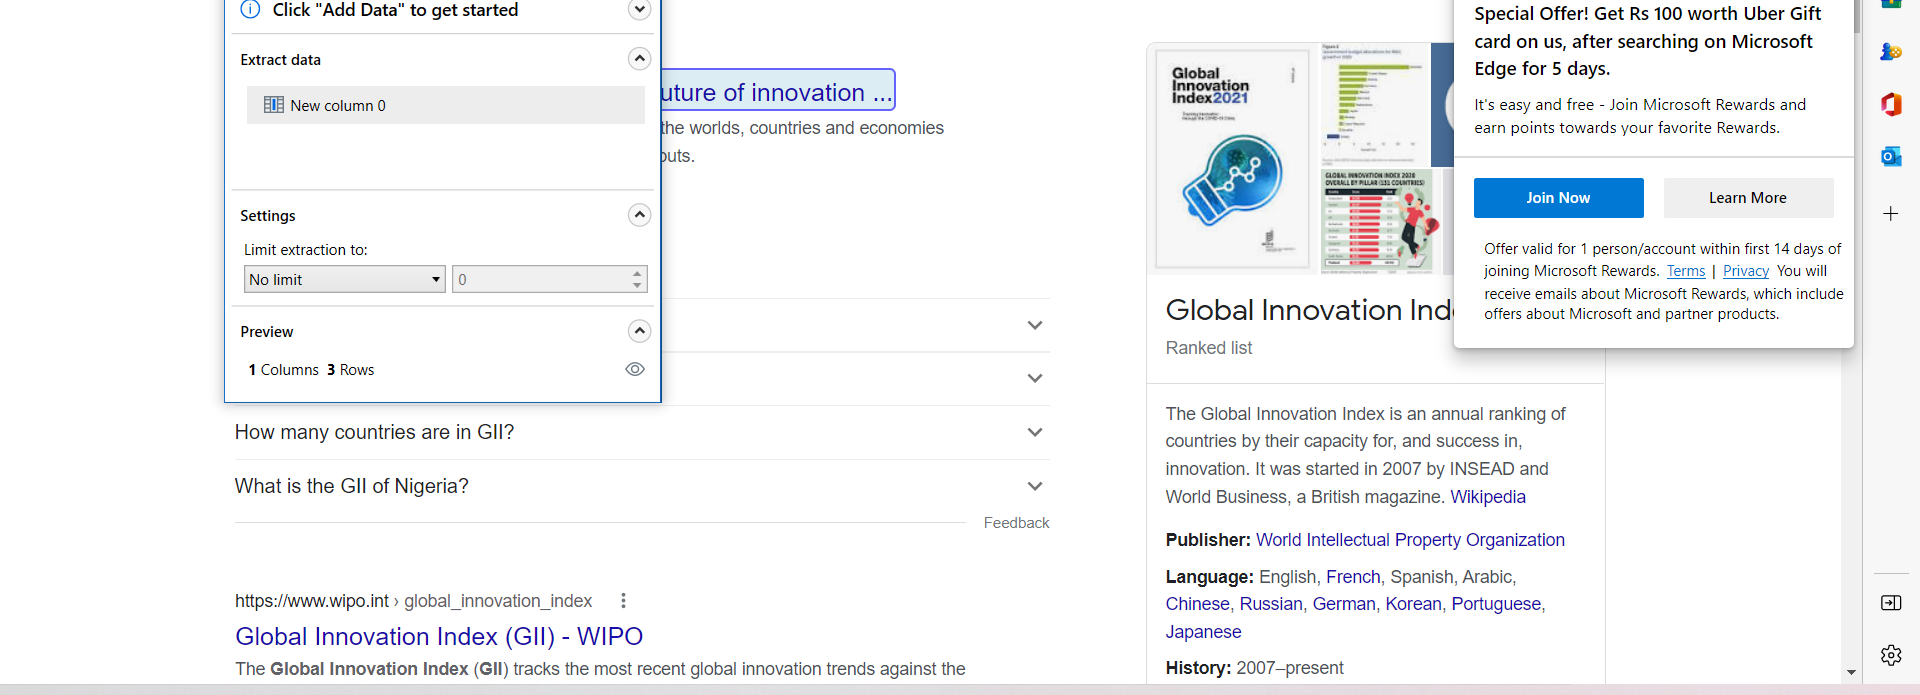 Click "Add Data" to get started
Extract data
New column 0
Settings
Limit extraction to:
No limit
0
Preview
1 Columns 3 Rows
uture of innovation ...
the worlds, countries and economies
outs.
How many countries are in GII?
What is the GII of Nigeria?
Feedback
https://www.wipo.int › global_innovation_index
Global Innovation Index (GII) - WIPO
The Global Innovation Index (GII) tracks the most recent global innovation trends against the
Global
Innovation
Index2021
GLOBAL INNOVATION INDEX 2020
OVERALL BY PILLAR (131 COUNTRIES)
Global Innovation Ind
Ranked list
The Global Innovation Index is an annual ranking of
countries by their capacity for, and success in,
innovation. It was started in 2007 by INSEAD and
World Business, a British magazine. Wikipedia
Publisher: World Intellectual Property Organization
Language: English, French, Spanish, Arabic,
Chinese, Russian, German, Korean, Portuguese,
Japanese
History: 2007–present
Special Offer! Get Rs 100 worth Uber Gift
card on us, after searching on Microsoft
Edge for 5 days.
It's easy and free - Join Microsoft Rewards and
earn points towards your favorite Rewards.
Join Now
Learn More
Offer valid for 1 person/account within first 14 days of
joining Microsoft Rewards. Terms | Privacy You will
receive emails about Microsoft Rewards, which include
offers about Microsoft and partner products.